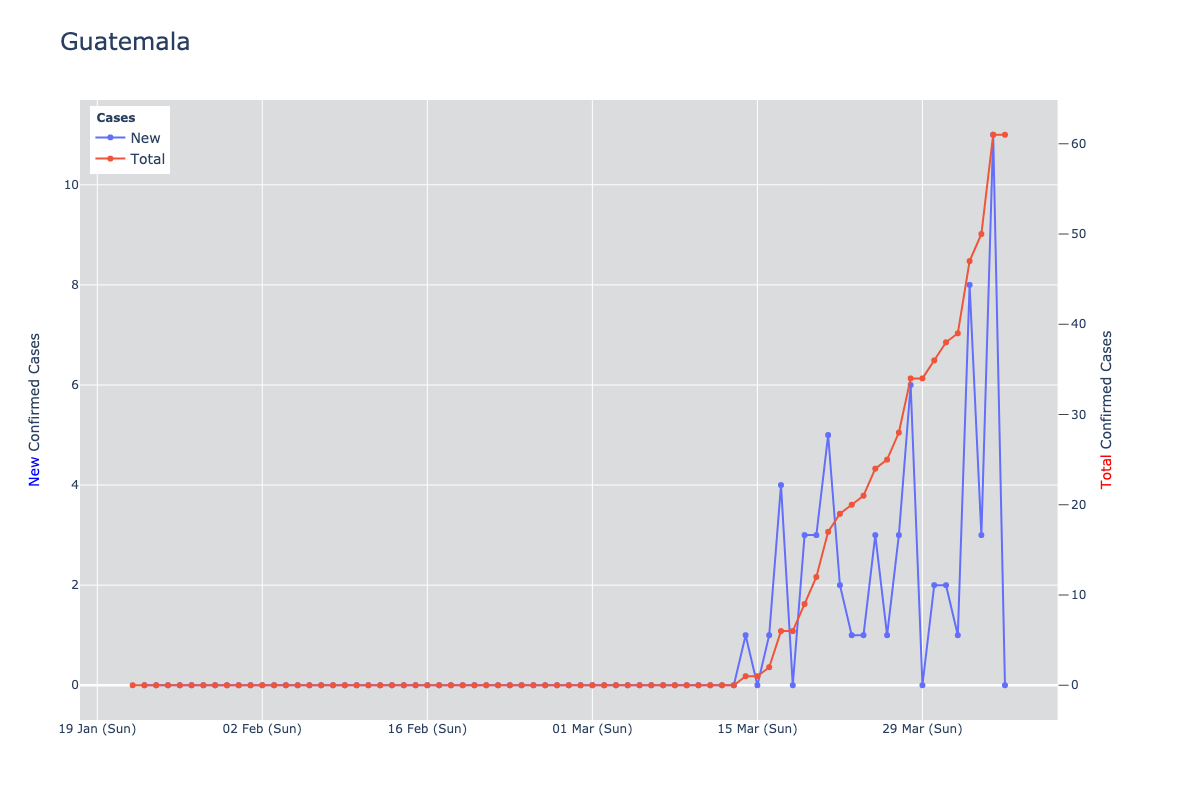 Guatemala
Cases
New
Total
10
8
6
4
2
0
60
50
40
30
20
10
0
New Confirmed Cases
Total Confirmed Cases
19 Jan (Sun)
02 Feb (Sun)
16 Feb (Sun)
01 Mar (Sun)
15 Mar (Sun)
29 Mar (Sun)